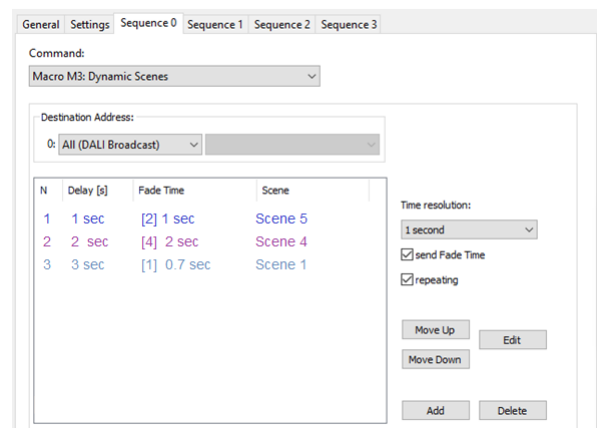 General Settings Sequence 0 Sequence 1 Sequence 2 Sequence 3
Command:
Macro M3: Dynamic Scenes
Destination Address:
0: All (DALI Broadcast)
N Delay [s] Fade Time Scene
1 1 sec [2] 1 sec Scene 5
2 2 sec [4] 2 sec Scene 4
3 3 sec [1] 0.7 sec Scene 1
Time resolution:
1 second
send Fade Time
repeating
Move Up
Edit
Move Down
Add Delete